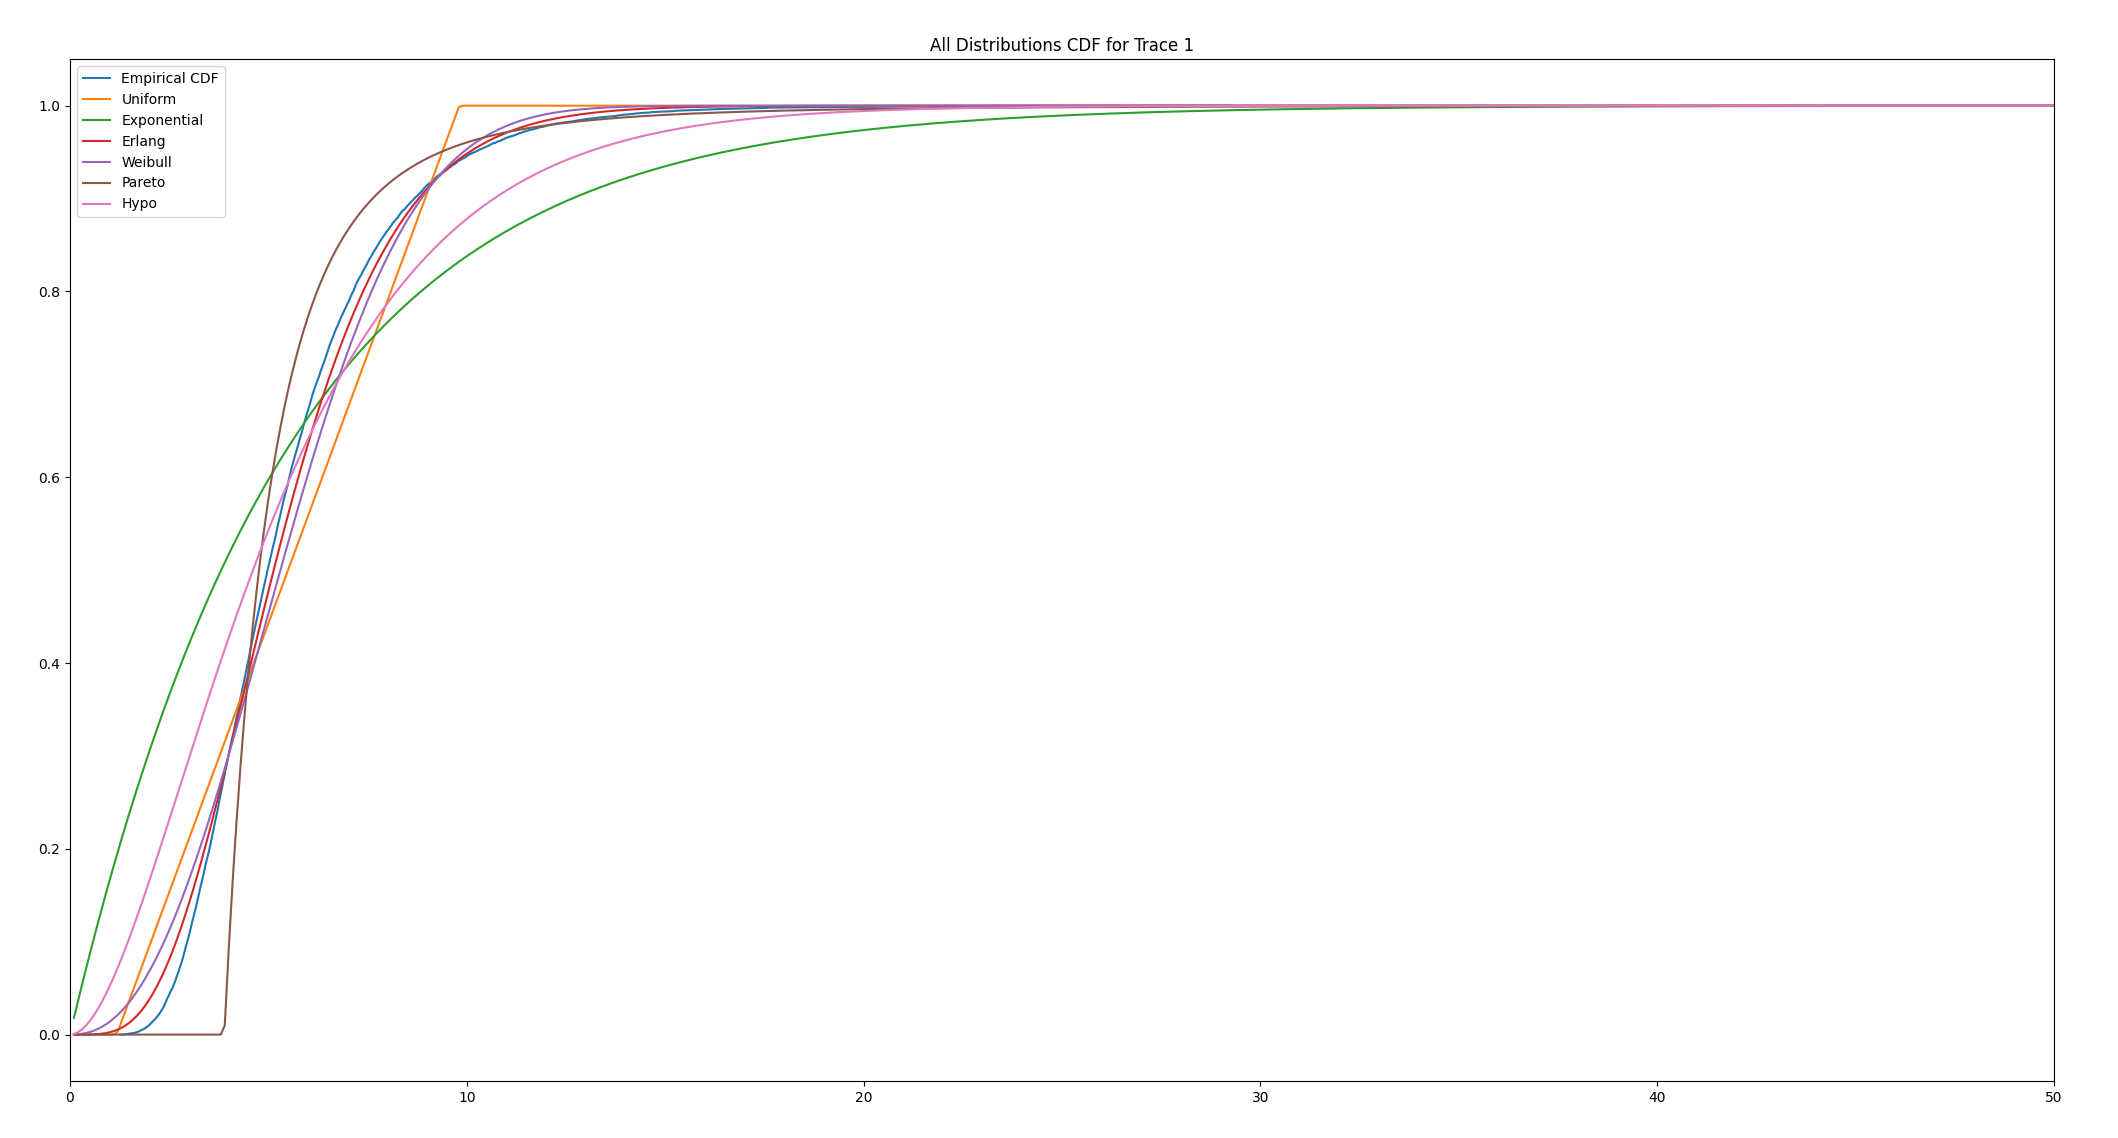 All Distributions CDF for Trace 1
Empirical CDF
Uniform
Exponential
Erlang
Weibull
Pareto
Hypo
1.0
0.8
0.6
0.4
0.2
0.0
0 10 20 30 40 50